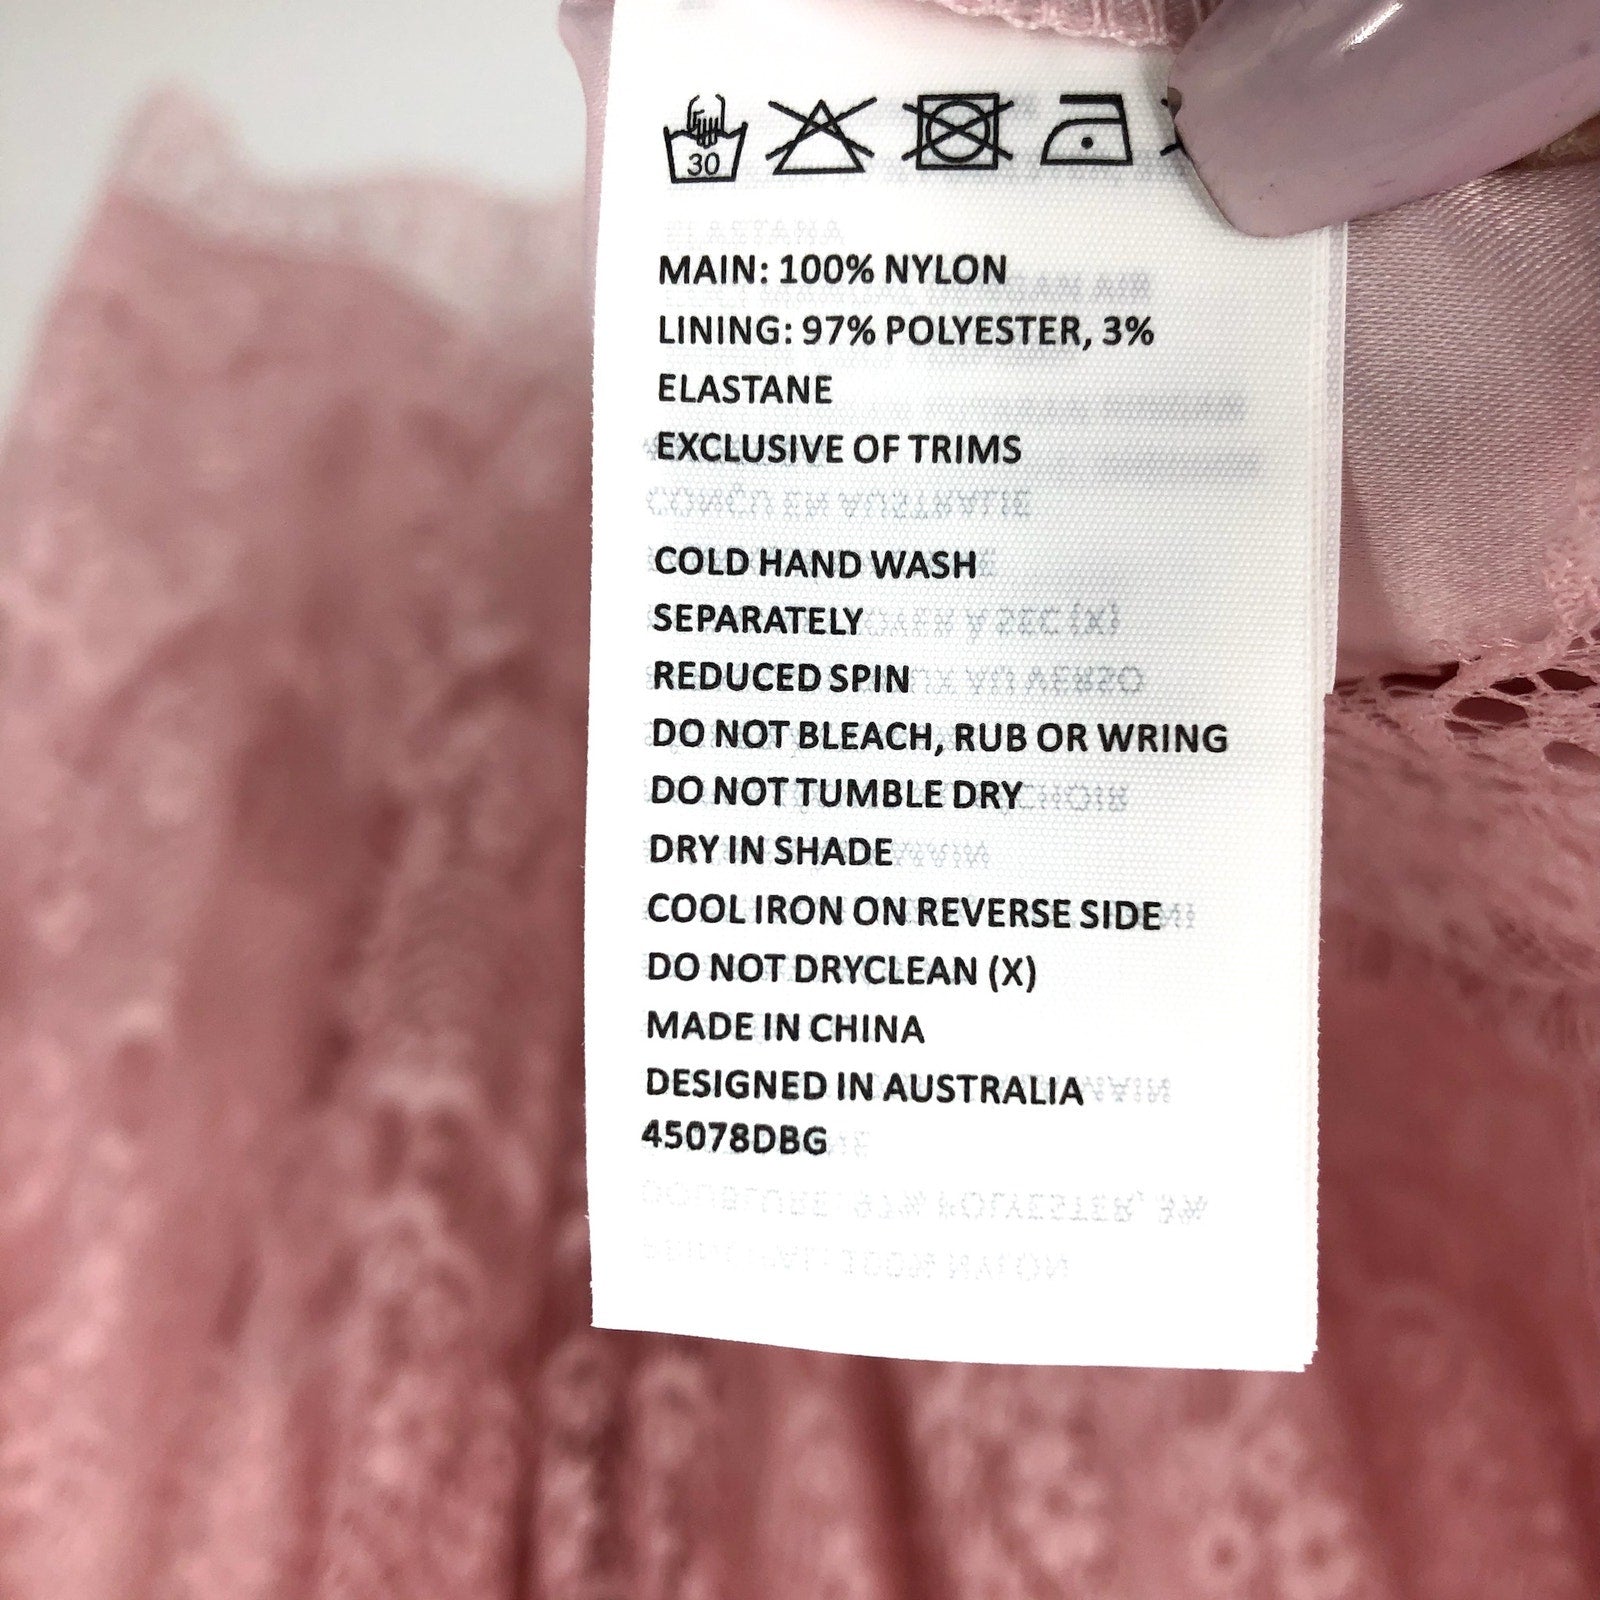 30
MAIN: 100% NYLON
LINING: 97% POLYESTER, 3%
ELASTANE
EXCLUSIVE OF TRIMS
COLD HAND WASH
SEPARATELY
REDUCED SPIN
DO NOT BLEACH, RUB OR WRING
DO NOT TUMBLE DRY
DRY IN SHADE
COOL IRON ON REVERSE SIDE
DO NOT DRYCLEAN (X)
MADE IN CHINA
DESIGNED IN AUSTRALIA
45078DBG